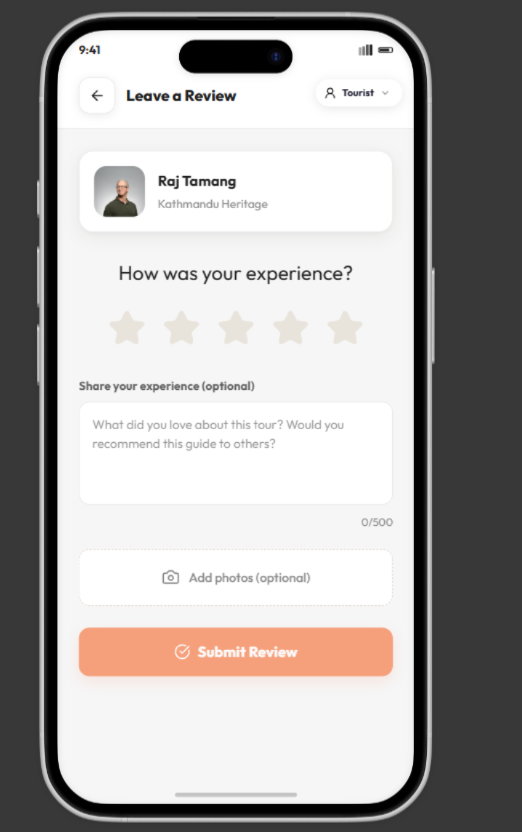 9:41
Leave a Review
Tourist
Raj Tamang
Kathmandu Heritage
How was your experience?
Share your experience (optional)
What did you love about this tour? Would you
recommend this guide to others?
0/500
Add photos (optional)
Submit Review